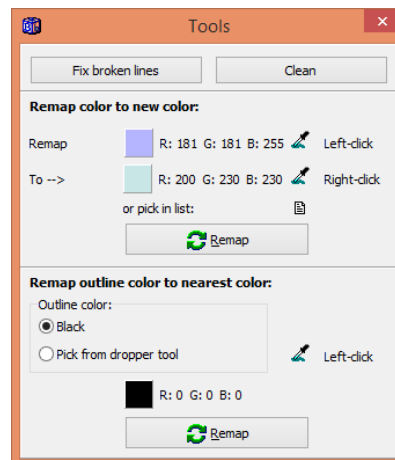 Tools
Fix broken lines Clean
Remap color to new color:
Remap R: 181 G: 181 B: 255 Left-click
To --> R: 200 G: 230 B: 230 Right-click
or pick in list:
Remap
Remap outline color to nearest color:
Outline color:
Black
Pick from dropper tool Left-click
R: 0 G: 0 B: 0
Remap